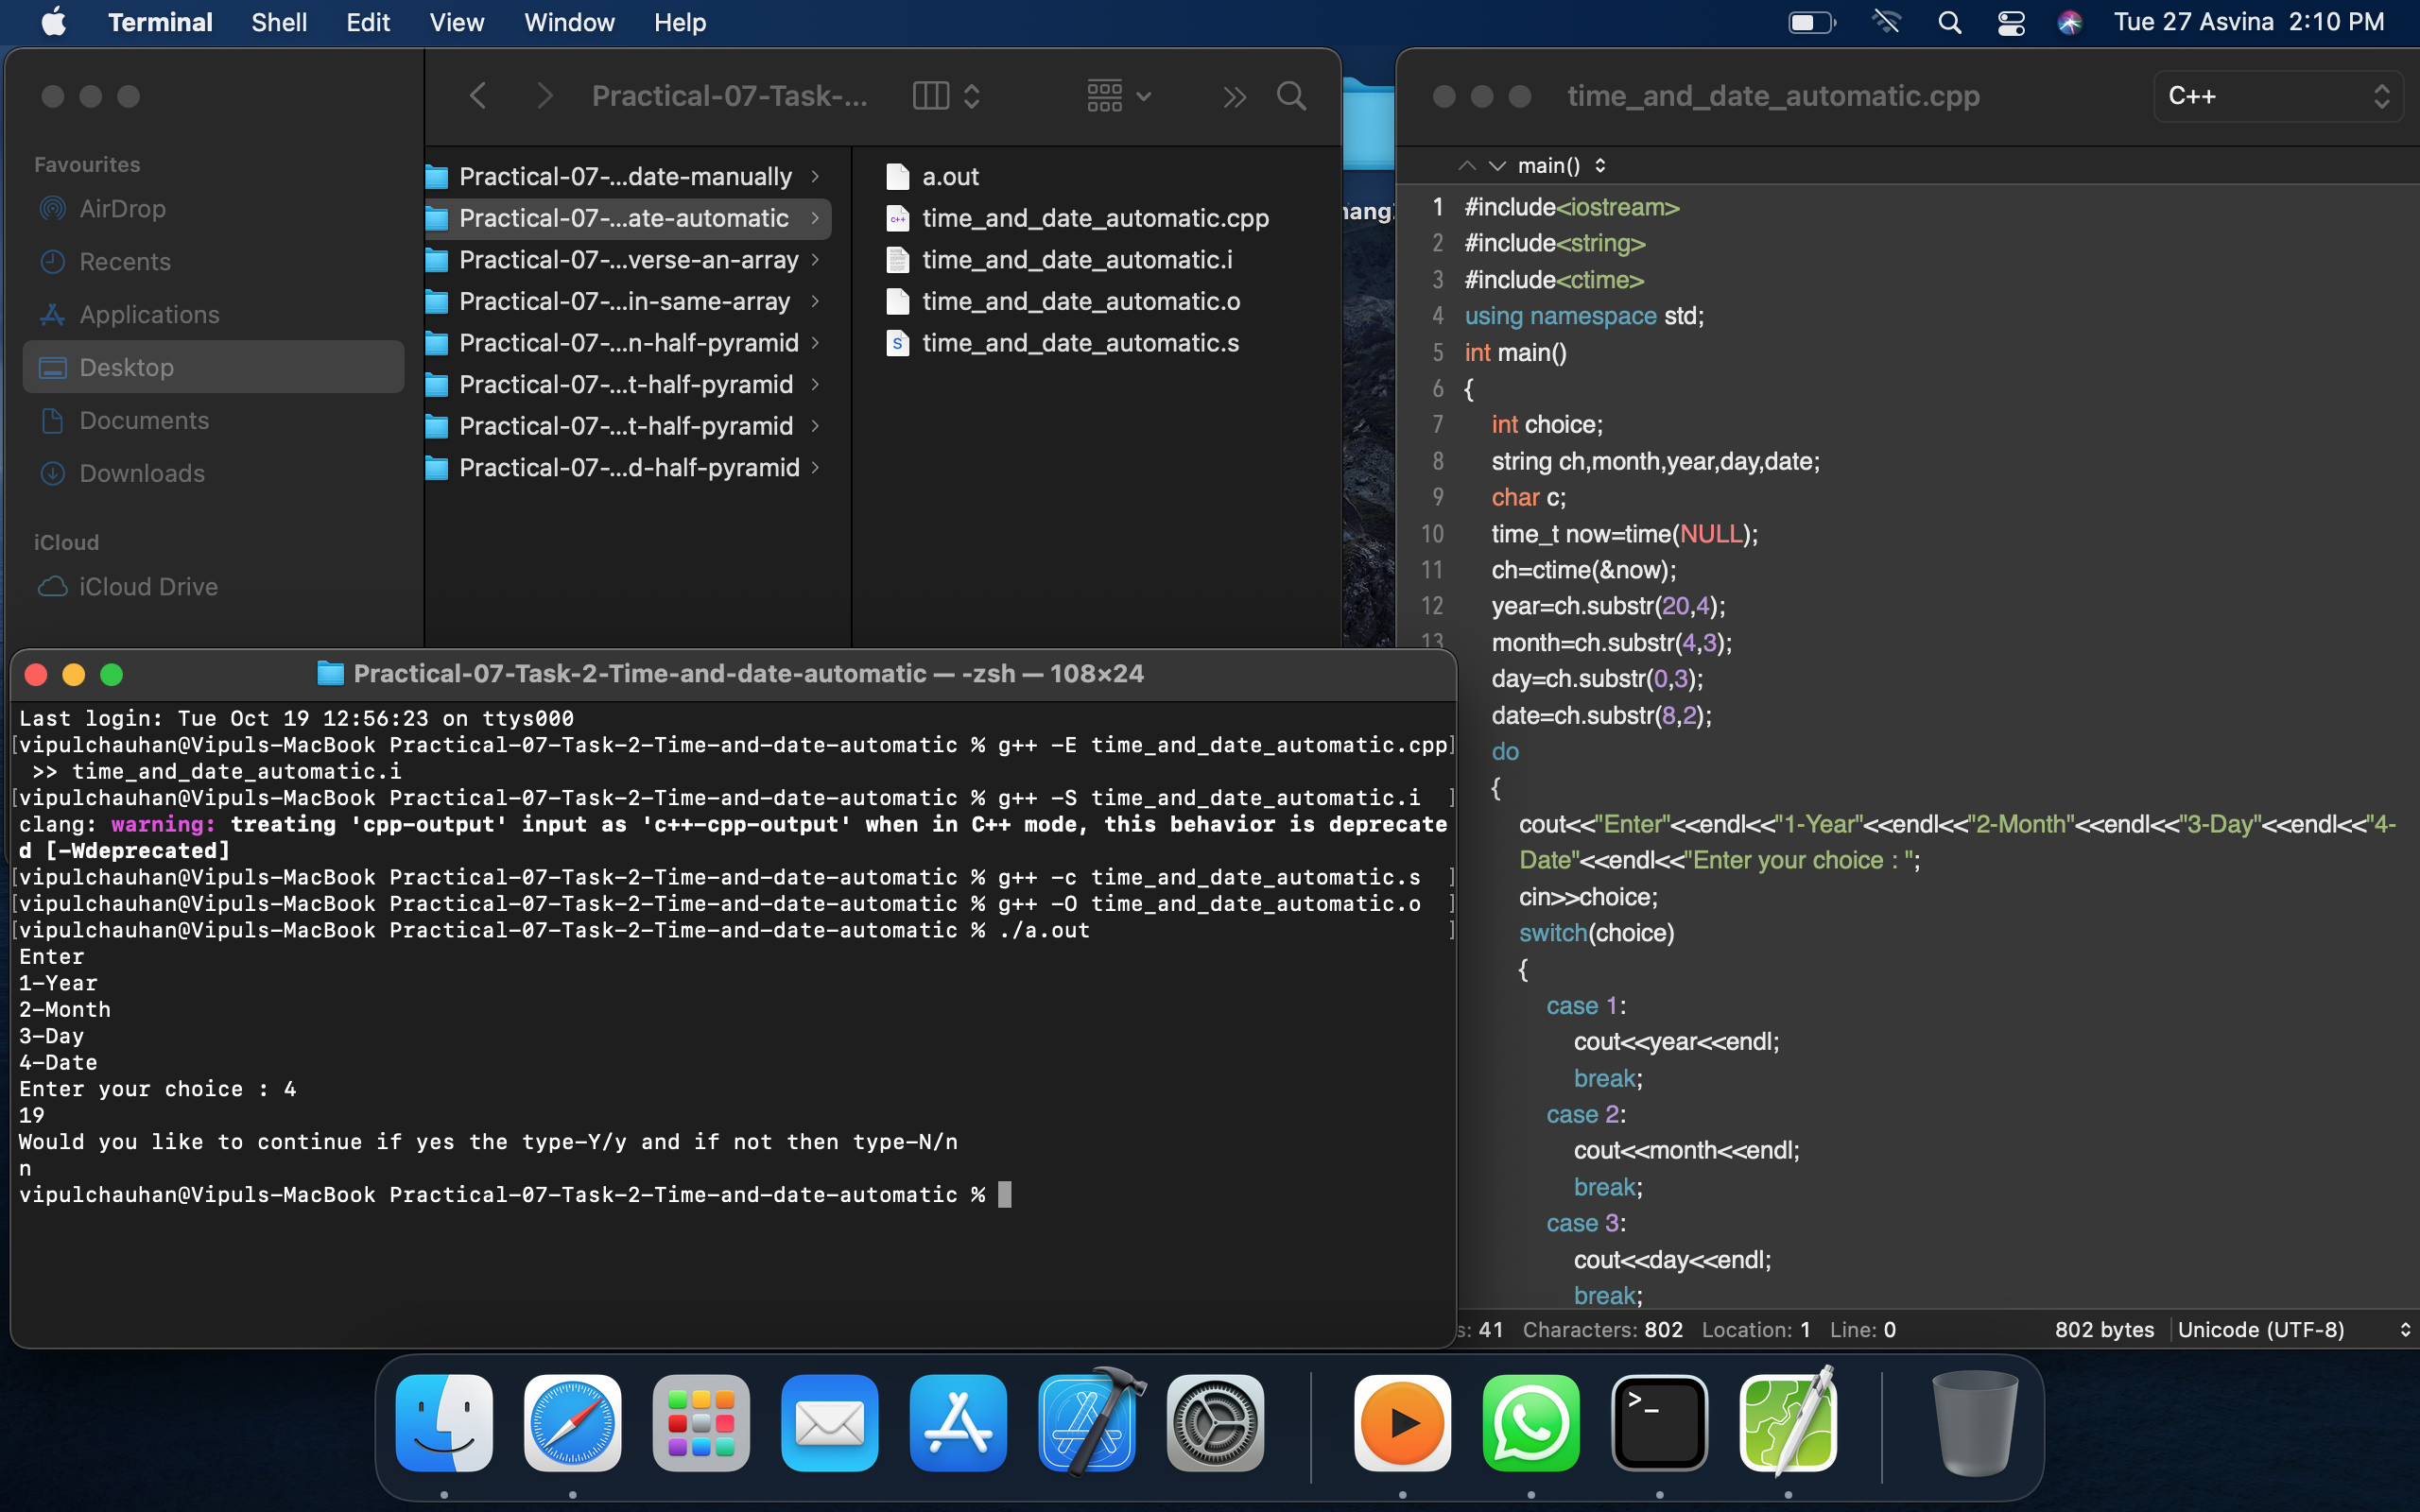 Terminal Shell Edit View Window Help Tue 27 Asvina 2:10 PM
Practical-07-Task-...
Favourites
AirDrop
Recents
Applications
Desktop
Documents
Downloads
iCloud
iCloud Drive
Practical-07-...date-manually
Practical-07-...ate-automatic
Practical-07-...verse-an-array
Practical-07-...in-same-array
Practical-07-...n-half-pyramid
Practical-07-...t-half-pyramid
Practical-07-...t-half-pyramid
Practical-07-...d-half-pyramid
a.out
time_and_date_automatic.cpp
time_and_date_automatic.i
time_and_date_automatic.o
time_and_date_automatic.s
time_and_date_automatic.cpp C++
main()
1 #include<iostream>
2 #include<string>
3 #include<ctime>
4 using namespace std;
5 int main()
6 {
7 int choice;
8 string ch,month,year,day,date;
9 char c;
10 time_t now=time(NULL);
11 ch=ctime(&now);
12 year=ch.substr(20,4);
13 month=ch.substr(4,3);
day=ch.substr(0,3);
date=ch.substr(8,2);
do
{
cout<<"Enter"<<endl<<"1-Year"<<endl<<"2-Month"<<endl<<"3-Day"<<endl<<"4-
Date"<<endl<<"Enter your choice : ";
cin>>choice;
switch(choice)
{
case 1:
cout<<year<<endl;
break;
case 2:
cout<<month<<endl;
break;
case 3:
cout<<day<<endl;
break;
s: 41 Characters: 802 Location: 1 Line: 0 802 bytes Unicode (UTF-8)
Practical-07-Task-2-Time-and-date-automatic — -zsh — 108×24
Last login: Tue Oct 19 12:56:23 on ttys000
[vipulchauhan@Vipuls-MacBook Practical-07-Task-2-Time-and-date-automatic % g++ -E time_and_date_automatic.cpp]
>> time_and_date_automatic.i
[vipulchauhan@Vipuls-MacBook Practical-07-Task-2-Time-and-date-automatic % g++ -S time_and_date_automatic.i ]
clang: warning: treating 'cpp-output' input as 'c++-cpp-output' when in C++ mode, this behavior is deprecate
d [-Wdeprecated]
[vipulchauhan@Vipuls-MacBook Practical-07-Task-2-Time-and-date-automatic % g++ -c time_and_date_automatic.s ]
[vipulchauhan@Vipuls-MacBook Practical-07-Task-2-Time-and-date-automatic % g++ -O time_and_date_automatic.o ]
[vipulchauhan@Vipuls-MacBook Practical-07-Task-2-Time-and-date-automatic % ./a.out ]
Enter
1-Year
2-Month
3-Day
4-Date
Enter your choice : 4
19
Would you like to continue if yes the type-Y/y and if not then type-N/n
n
vipulchauhan@Vipuls-MacBook Practical-07-Task-2-Time-and-date-automatic %